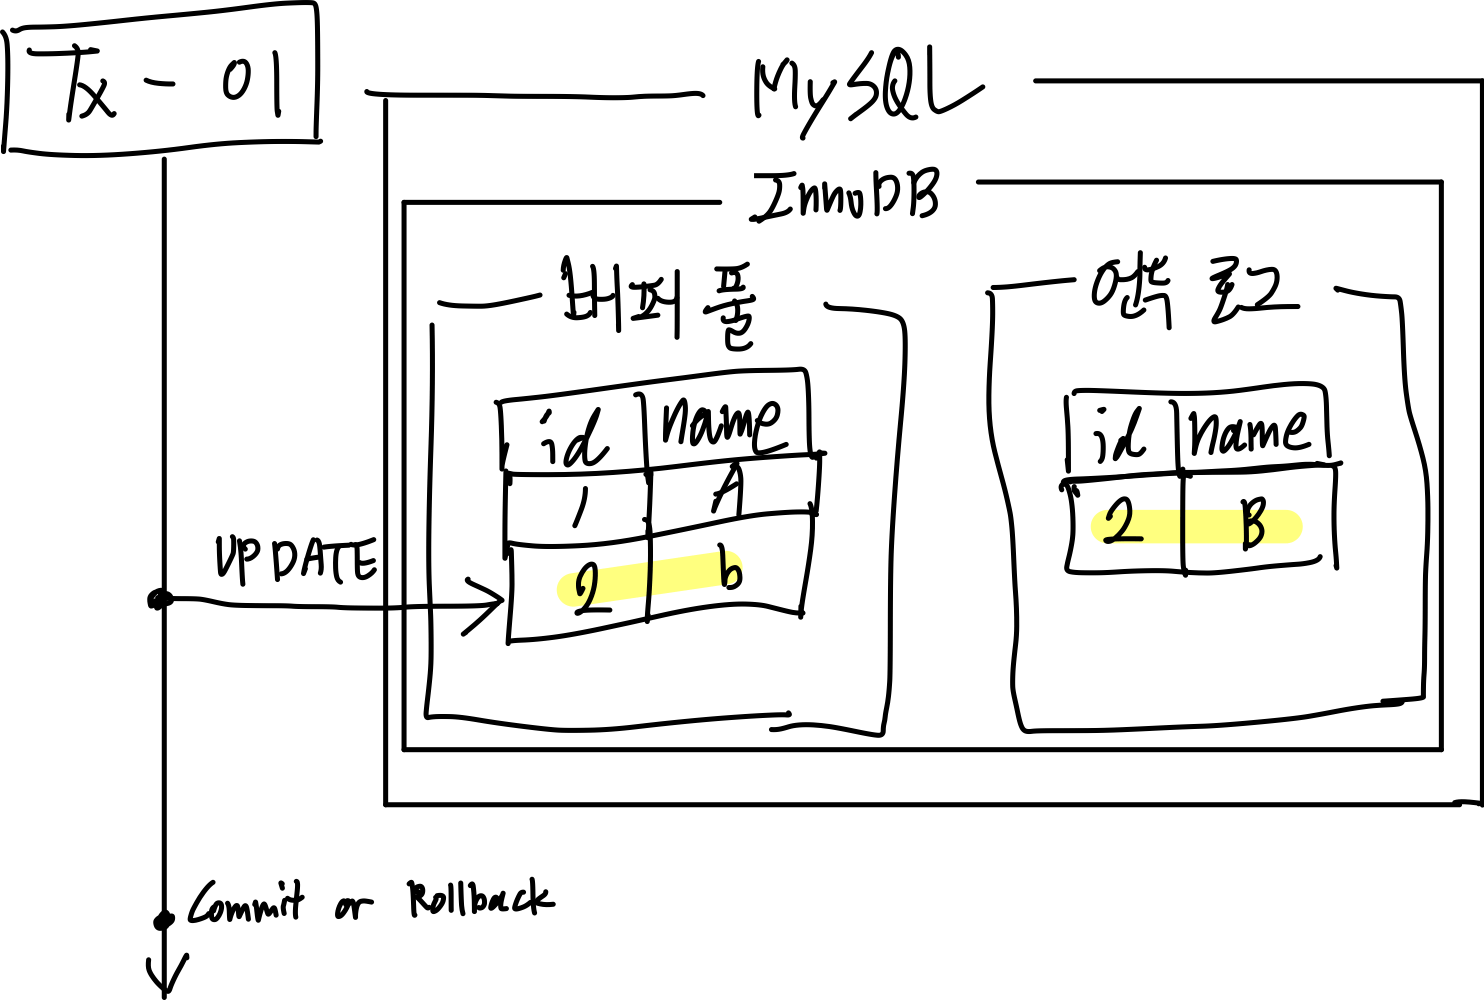 Tx - 01
MySQL
InnoDB
버퍼 풀
언두 로그
id name
1 A
2 b
id name
2 B
UPDATE
Commit or Rollback